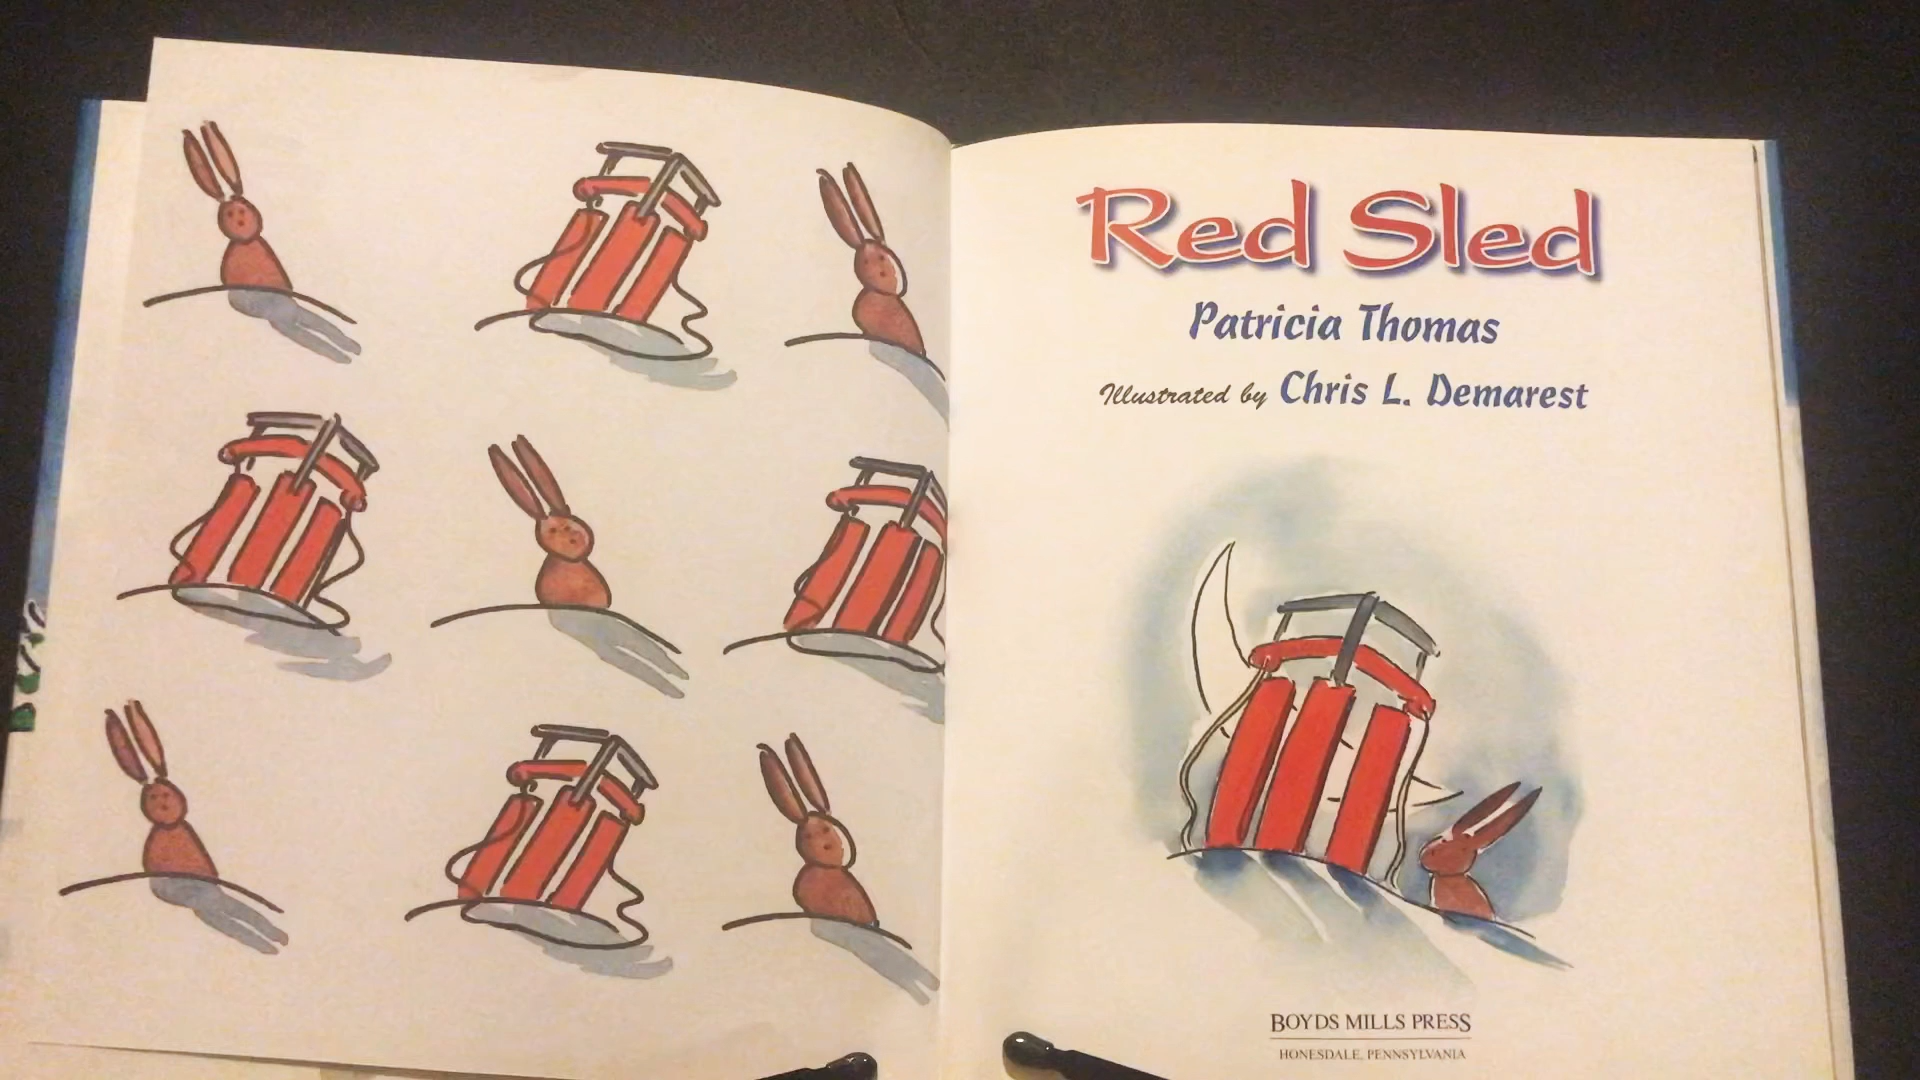 Red Sled
Patricia Thomas
Illustrated by Chris L. Demarest
BOYDS MILLS PRESS
HONESDALE, PENNSYLVANIA